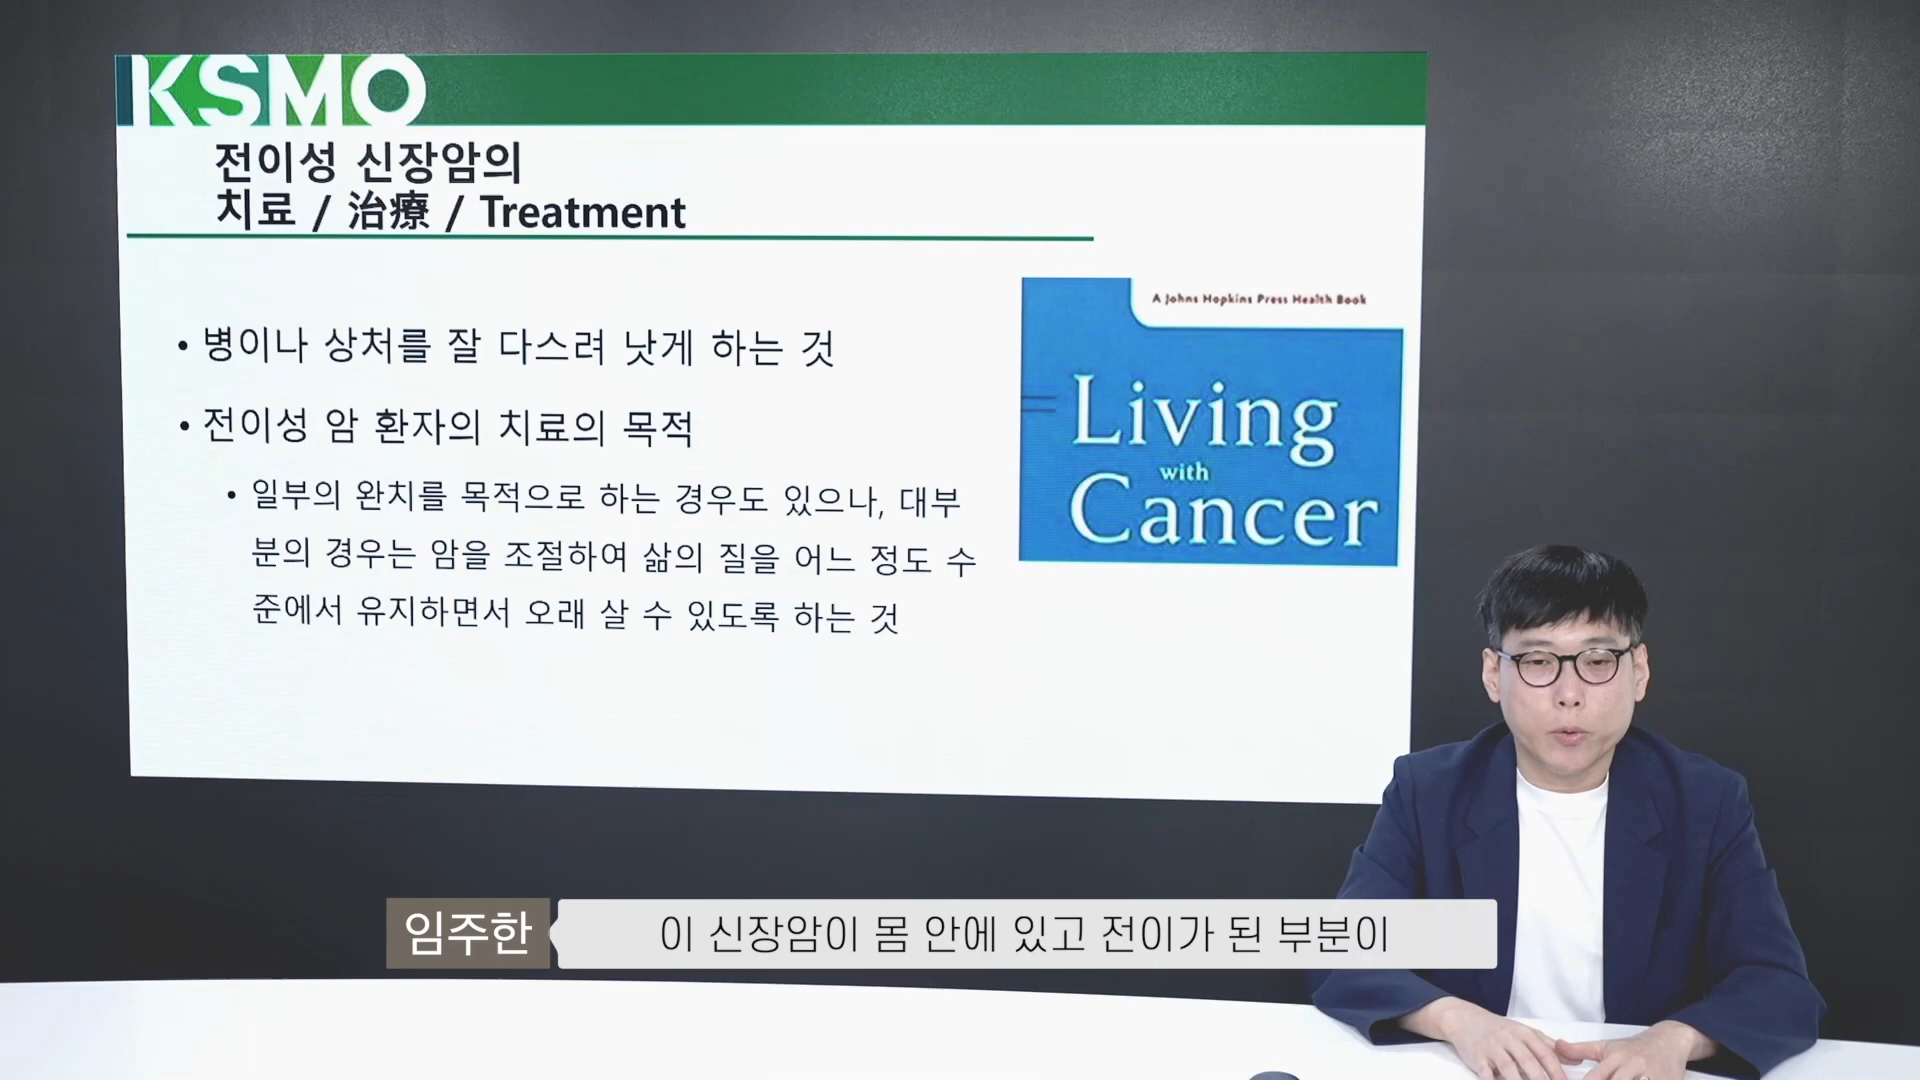 KSMO
전이성 신장암의
치료 / 治療 / Treatment
• 병이나 상처를 잘 다스려 낫게 하는 것
• 전이성 암 환자의 치료의 목적
• 일부의 완치를 목적으로 하는 경우도 있으나, 대부
분의 경우는 암을 조절하여 삶의 질을 어느 정도 수
준에서 유지하면서 오래 살 수 있도록 하는 것
A Johns Hopkins Press Health Book
Living
with
Cancer
임주한
이 신장암이 몸 안에 있고 전이가 된 부분이